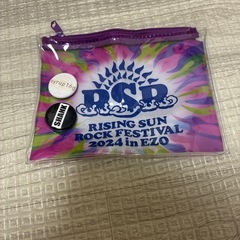 RSR
RISING SUN
ROCK FESTIVAL
2024 in EZO
SHANK